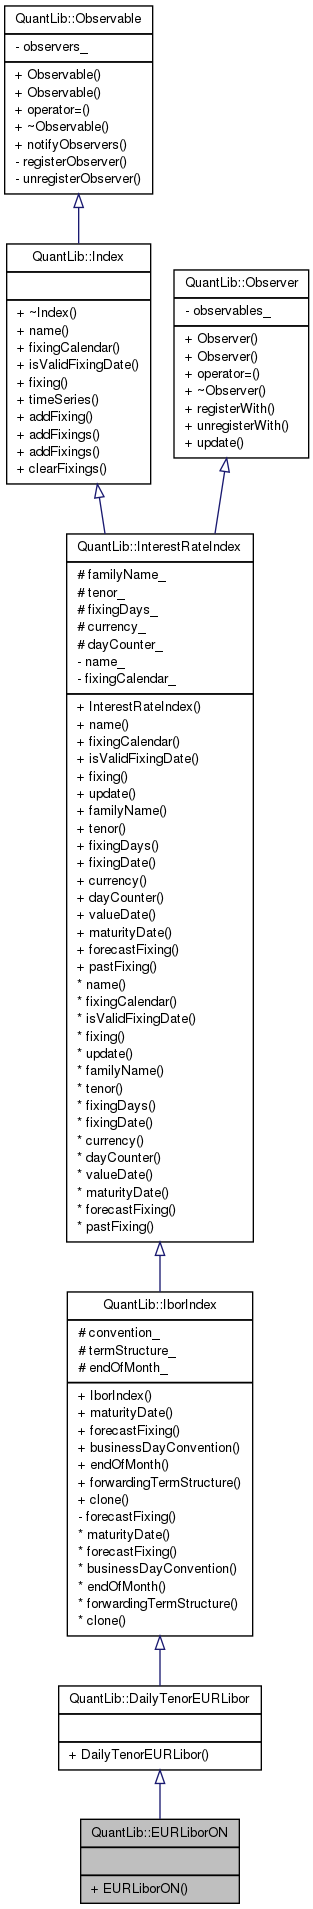 QuantLib::Observable
- observers_
+ Observable()
+ Observable()
+ operator=()
+ ~Observable()
+ notifyObservers()
- registerObserver()
- unregisterObserver()
QuantLib::Index
+ ~Index()
+ name()
+ fixingCalendar()
+ isValidFixingDate()
+ fixing()
+ timeSeries()
+ addFixing()
+ addFixings()
+ addFixings()
+ clearFixings()
QuantLib::Observer
- observables_
+ Observer()
+ Observer()
+ operator=()
+ ~Observer()
+ registerWith()
+ unregisterWith()
+ update()
QuantLib::InterestRateIndex
# familyName_
# tenor_
# fixingDays_
# currency_
# dayCounter_
- name_
- fixingCalendar_
+ InterestRateIndex()
+ name()
+ fixingCalendar()
+ isValidFixingDate()
+ fixing()
+ update()
+ familyName()
+ tenor()
+ fixingDays()
+ fixingDate()
+ currency()
+ dayCounter()
+ valueDate()
+ maturityDate()
+ forecastFixing()
+ pastFixing()
* name()
* fixingCalendar()
* isValidFixingDate()
* fixing()
* update()
* familyName()
* tenor()
* fixingDays()
* fixingDate()
* currency()
* dayCounter()
* valueDate()
* maturityDate()
* forecastFixing()
* pastFixing()
QuantLib::IborIndex
# convention_
# termStructure_
# endOfMonth_
+ IborIndex()
+ maturityDate()
+ forecastFixing()
+ businessDayConvention()
+ endOfMonth()
+ forwardingTermStructure()
+ clone()
- forecastFixing()
* maturityDate()
* forecastFixing()
* businessDayConvention()
* endOfMonth()
* forwardingTermStructure()
* clone()
QuantLib::DailyTenorEURLibor
+ DailyTenorEURLibor()
QuantLib::EURLiborON
+ EURLiborON()